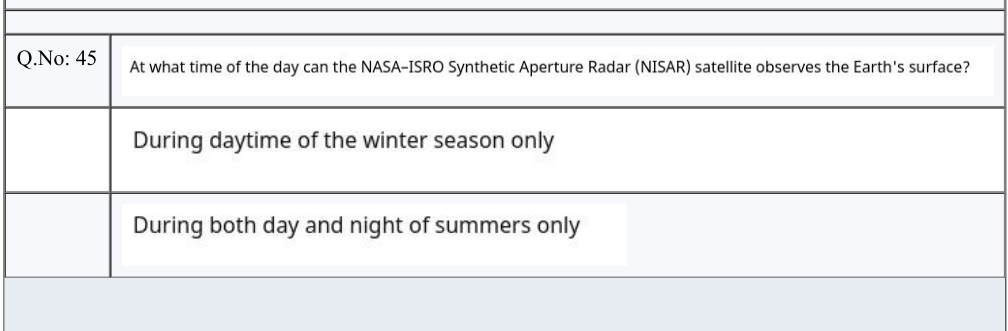 Q.No: 45
At what time of the day can the NASA–ISRO Synthetic Aperture Radar (NISAR) satellite observes the Earth's surface?
During daytime of the winter season only
During both day and night of summers only